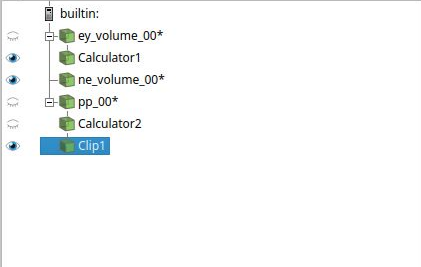 builtin:
ey_volume_00*
Calculator1
ne_volume_00*
pp_00*
Calculator2
Clip1